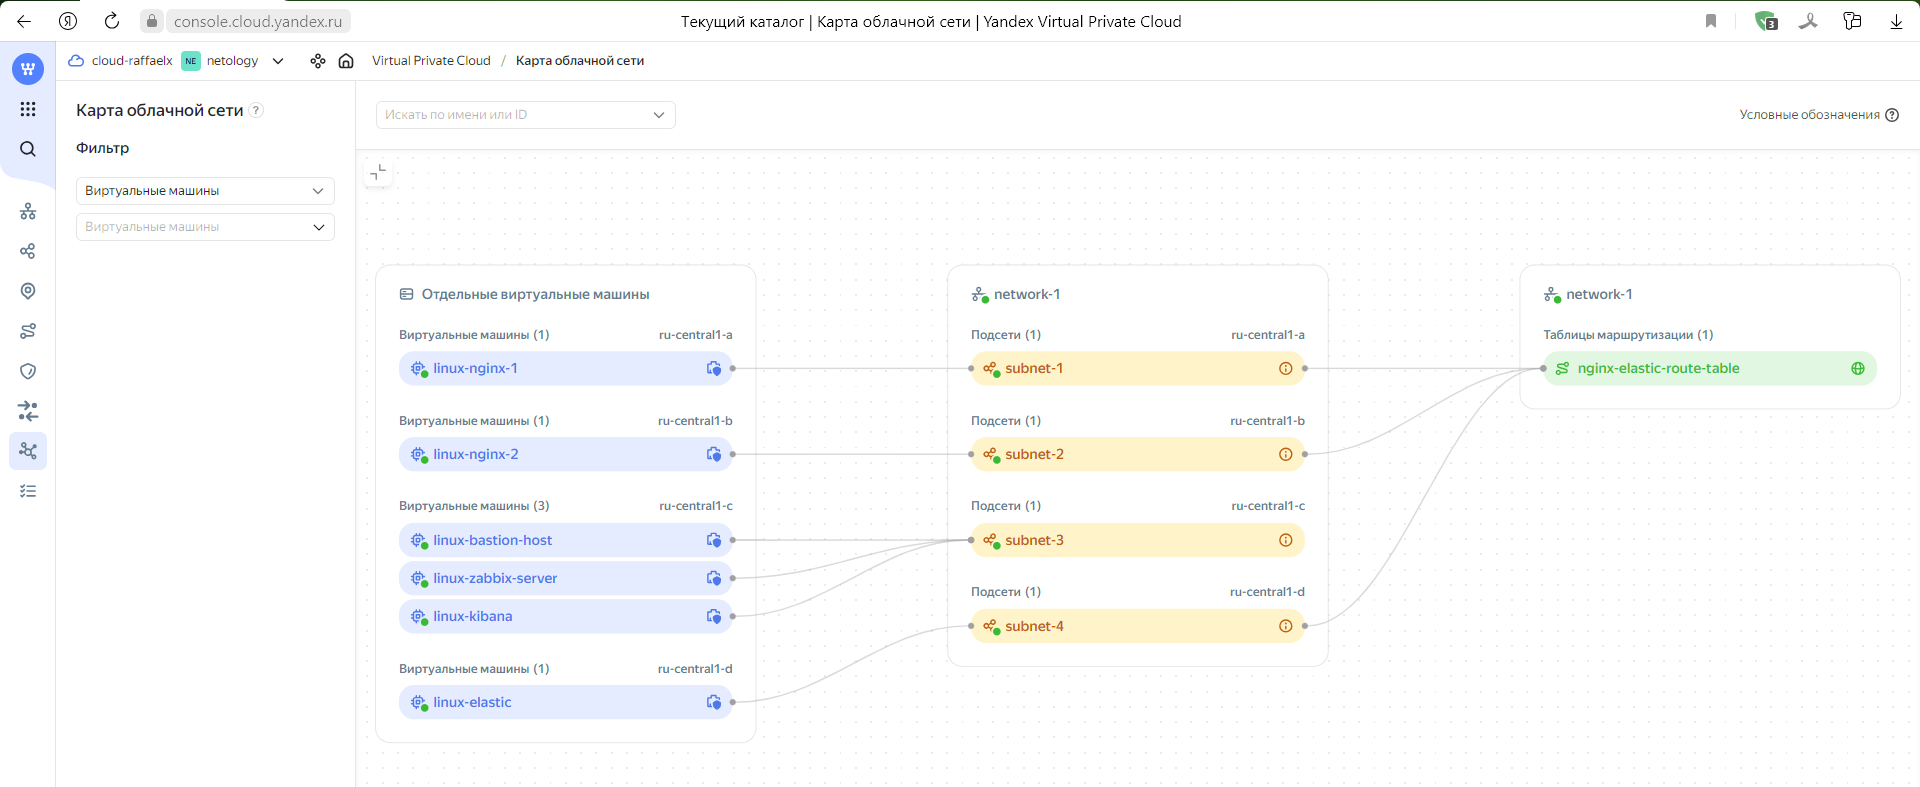 console.cloud.yandex.ru
Текущий каталог | Карта облачной сети | Yandex Virtual Private Cloud
3
cloud-raffaelx NE netology
Virtual Private Cloud / Карта облачной сети
Карта облачной сети ?
Фильтр
Виртуальные машины
Виртуальные машины
Искать по имени или ID
Условные обозначения ?
Отдельные виртуальные машины
Виртуальные машины (1) ru-central1-a
linux-nginx-1
Виртуальные машины (1) ru-central1-b
linux-nginx-2
Виртуальные машины (3) ru-central1-c
linux-bastion-host
linux-zabbix-server
linux-kibana
Виртуальные машины (1) ru-central1-d
linux-elastic
network-1
Подсети (1) ru-central1-a
subnet-1
Подсети (1) ru-central1-b
subnet-2
Подсети (1) ru-central1-c
subnet-3
Подсети (1) ru-central1-d
subnet-4
network-1
Таблицы маршрутизации (1)
nginx-elastic-route-table